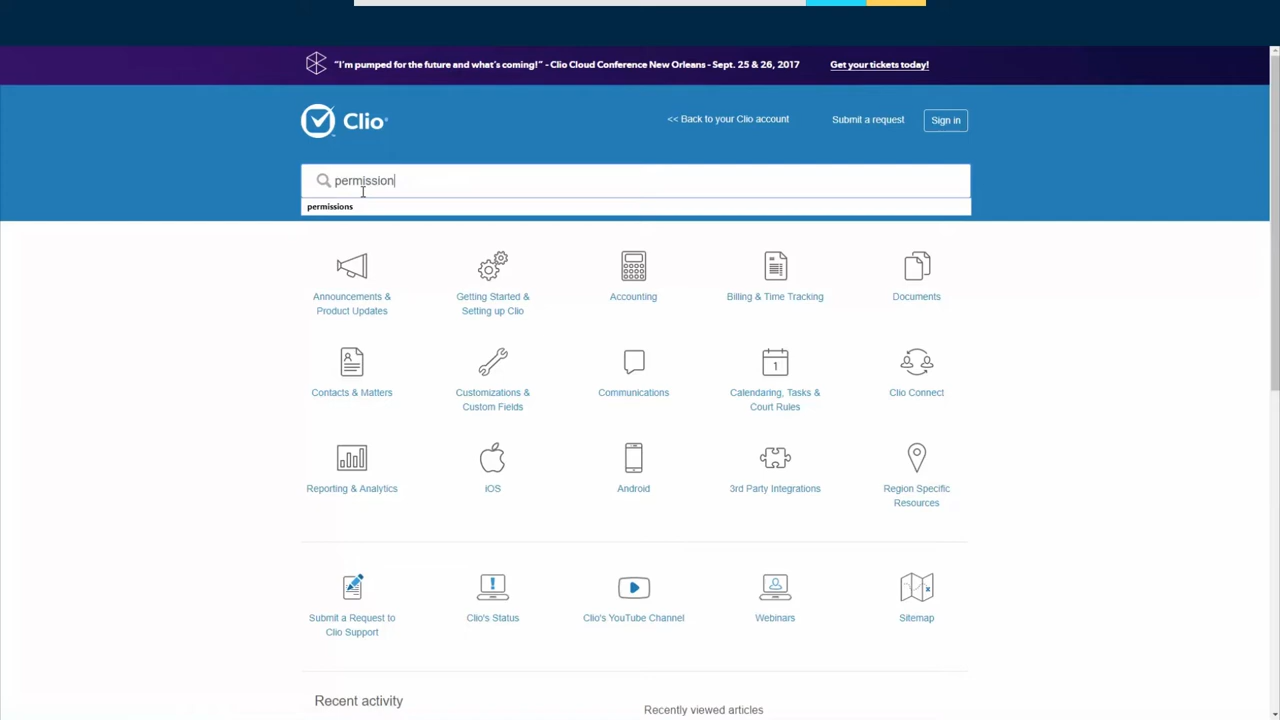 "I'm pumped for the future and what's coming!" - Clio Cloud Conference New Orleans - Sept. 25 & 26, 2017 Get your tickets today!
Clio
<< Back to your Clio account Submit a request Sign in
permission
permissions
Announcements &
Product Updates
Getting Started &
Setting up Clio
Accounting
Billing & Time Tracking
Documents
Contacts & Matters
Customizations &
Custom Fields
Communications
Calendaring, Tasks &
Court Rules
Clio Connect
Reporting & Analytics
iOS
Android
3rd Party Integrations
Region Specific
Resources
Submit a Request to
Clio Support
Clio's Status
Clio's YouTube Channel
Webinars
Sitemap
Recent activity
Recently viewed articles